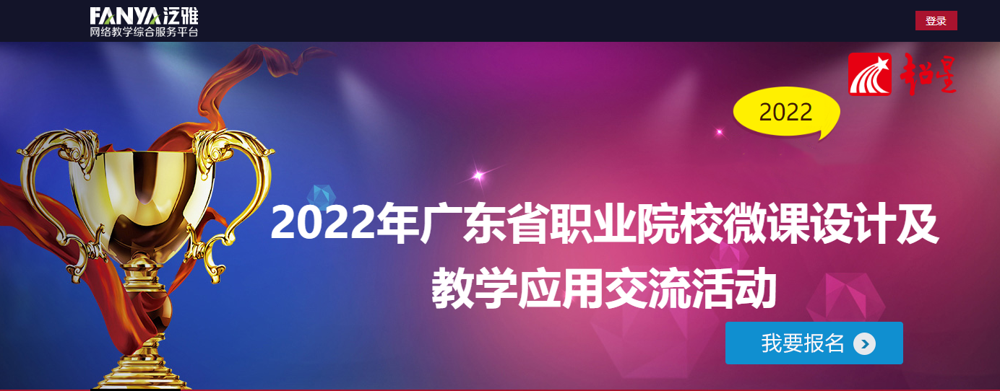 FANYA泛雅
网络教学综合服务平台
登录
超星
2022
2022年广东省职业院校微课设计及
教学应用交流活动
我要报名